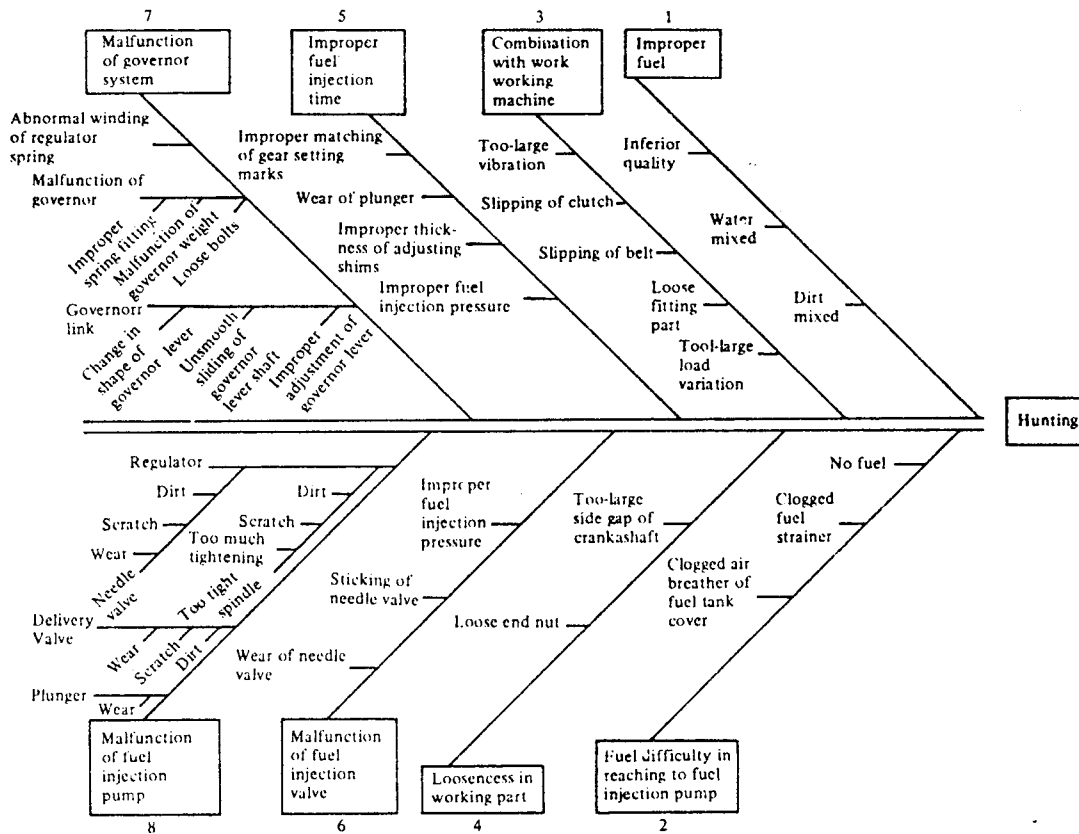 7
5
3
1
Malfunction
of governor
system
Improper
fuel
injection
time
Combination
with work
working
machine
Improper
fuel
Abnormal winding
of regulator
spring
Malfunction of
governor
Improper
spring fitting
Malfunction of
governor weight
Loose bolts
Governorr
link
Change in
shape of
governor lever
Unsmooth
sliding of
governor
lever shaft
Improper
adjustment of
governor lever
Improper matching
of gear setting
marks
Wear of plunger
Improper thick-
ness of adjusting
shims
Improper fuel
injection pressure
Too-large
vibration
Slipping of clutch
Slipping of belt
Loose
fitting
part
Tool-large
load
variation
Inferior
quality
Water
mixed
Dirt
mixed
Hunting
Regulator
Dirt
Scratch
Wear
Needle
valve
Dirt
Scratch
Too much
tightening
Too tight
spindle
Delivery
Valve
Wear
Scratch
Dirt
Plunger
Wear
Improper
fuel
injection
pressure
Sticking of
needle valve
Wear of needle
valve
Too-large
side gap of
crankashaft
Loose end nut
No fuel
Clogged
fuel
strainer
Clogged air
breather of
fuel tank
cover
Malfunction
of fuel
injection
pump
Malfunction
of fuel
injection
valve
Loosencess in
working part
Fuel difficulty in
reaching to fuel
injection pump
8
6
4
2